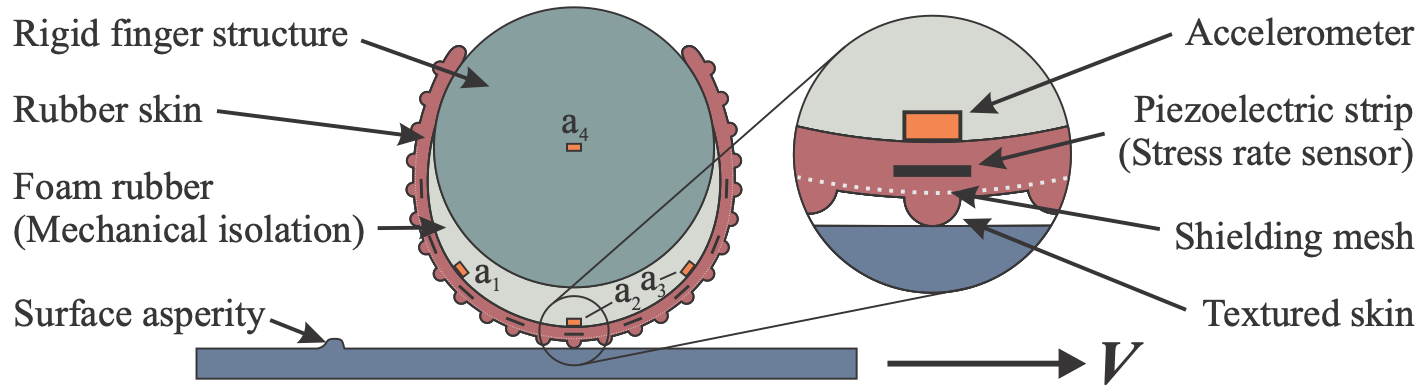 Rigid finger structure
Rubber skin
Foam rubber
(Mechanical isolation)
Surface asperity
a4
a1
a2
a3
Accelerometer
Piezoelectric strip
(Stress rate sensor)
Shielding mesh
Textured skin
V